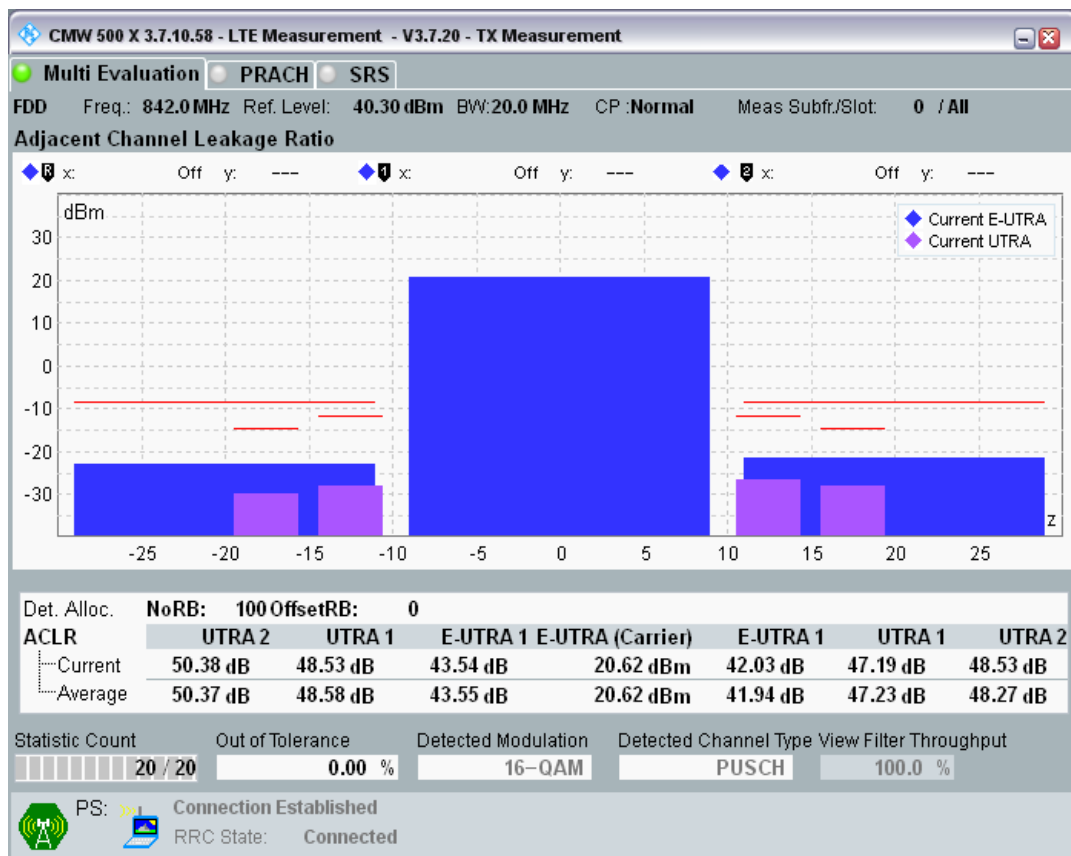 CMW 500 X 3.7.10.58 - LTE Measurement - V3.7.20 - TX Measurement
Multi Evaluation PRACH SRS
FDD Freq.: 842.0 MHz Ref. Level: 40.30 dBm BW:20.0 MHz CP :Normal Meas Subfr./Slot: 0 / All
Adjacent Channel Leakage Ratio
R x: Off y: --- 1 x: Off y: --- 2 x: Off y: ---
dBm
Current E-UTRA
Current UTRA
30
20
10
0
-10
-20
-30
z
-25 -20 -15 -10 -5 0 5 10 15 20 25
Det. Alloc. NoRB: 100 OffsetRB: 0
ACLR UTRA 2 UTRA 1 E-UTRA 1 E-UTRA (Carrier) E-UTRA 1 UTRA 1 UTRA 2
Current 50.38 dB 48.53 dB 43.54 dB 20.62 dBm 42.03 dB 47.19 dB 48.53 dB
Average 50.37 dB 48.58 dB 43.55 dB 20.62 dBm 41.94 dB 47.23 dB 48.27 dB
Statistic Count Out of Tolerance Detected Modulation Detected Channel Type View Filter Throughput
20 / 20 0.00 % 16-QAM PUSCH 100.0 %
PS: Connection Established
RRC State: Connected